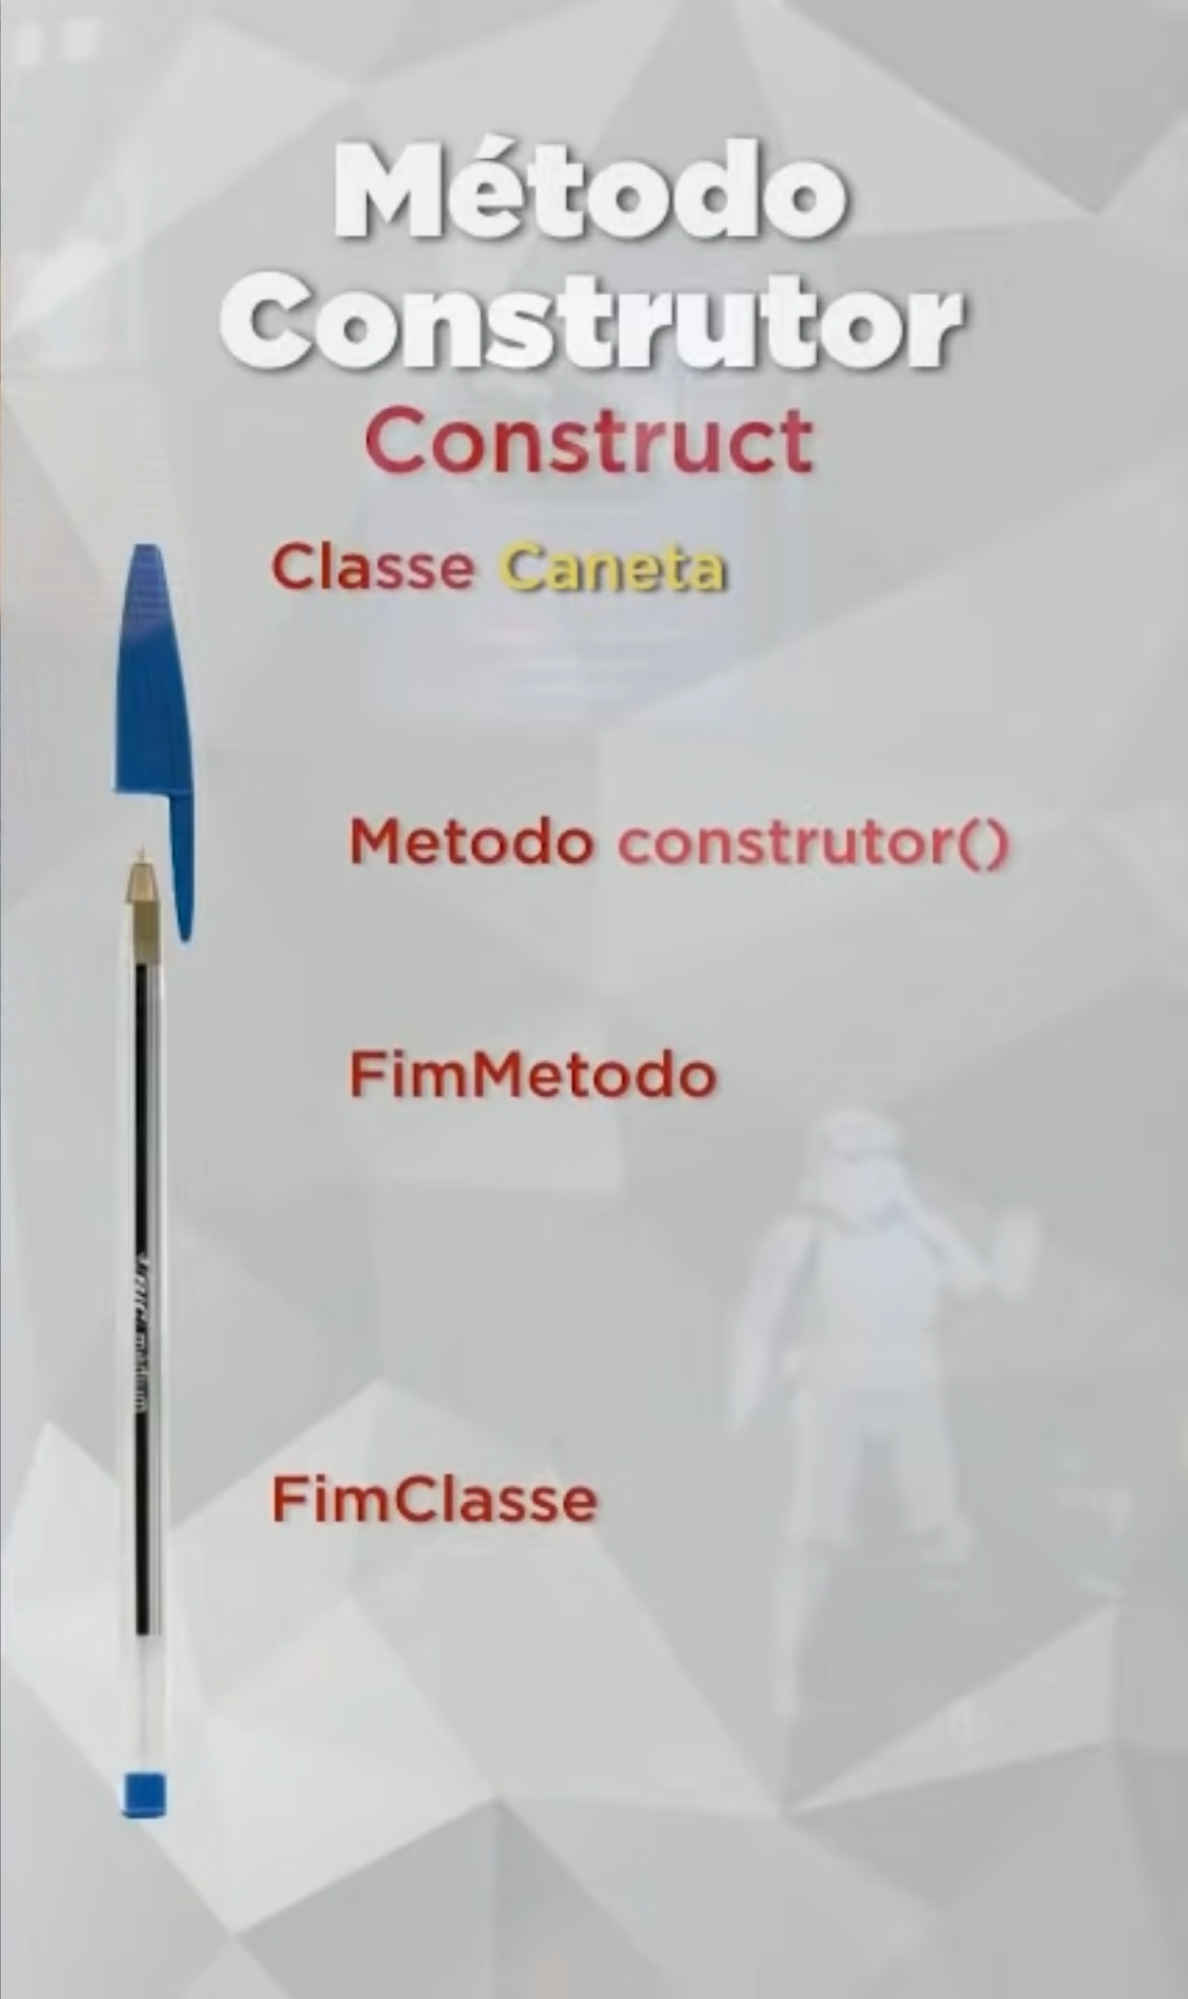 Método
Construtor
Construct
Classe Caneta
Metodo construtor()
FimMetodo
FimClasse